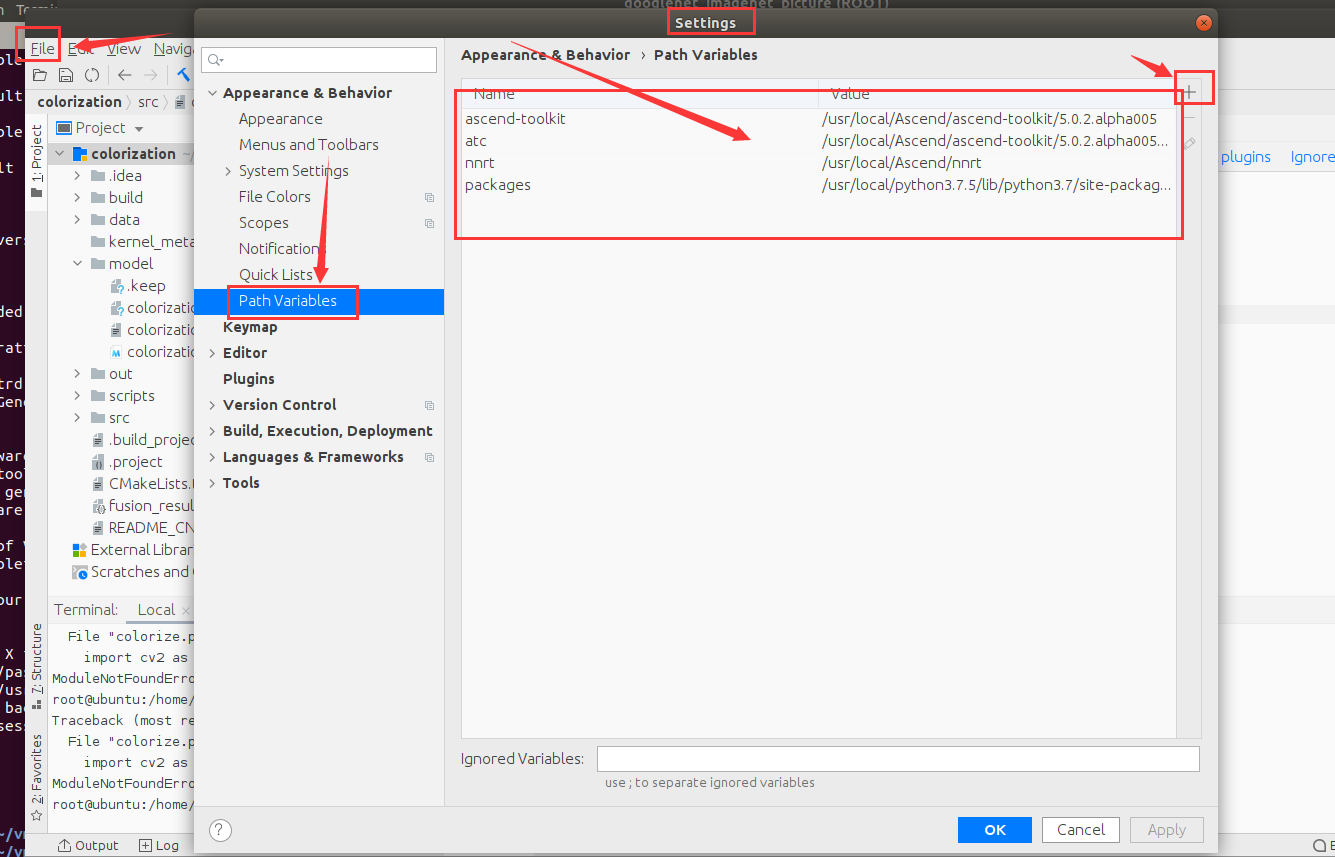 googlenet_imagenet_picture (ROOT)
Settings
File Edit View Naviga
colorization src
Project
colorization
.idea
build
data
kernel_meta
model
.keep
colorizatio
colorizatio
colorizatio
out
scripts
src
.build_projec
.project
CMakeLists.t
fusion_resul
README_CN
External Librar
Scratches and
1: Project
7: Structure
2: Favorites
Appearance & Behavior
Appearance
Menus and Toolbars
System Settings
File Colors
Scopes
Notifications
Quick Lists
Path Variables
Keymap
Editor
Plugins
Version Control
Build, Execution, Deployment
Languages & Frameworks
Tools
Appearance & Behavior › Path Variables
Name Value
ascend-toolkit /usr/local/Ascend/ascend-toolkit/5.0.2.alpha005
atc /usr/local/Ascend/ascend-toolkit/5.0.2.alpha005...
nnrt /usr/local/Ascend/nnrt
packages /usr/local/python3.7.5/lib/python3.7/site-packag...
plugins Ignore
Ignored Variables:
use ; to separate ignored variables
? OK Cancel Apply
Terminal: Local ×
File "colorize.p
import cv2 as
ModuleNotFoundErro
root@ubuntu:/home/
Traceback (most re
File "colorize.p
import cv2 as
ModuleNotFoundErro
root@ubuntu:/home/
Output Log